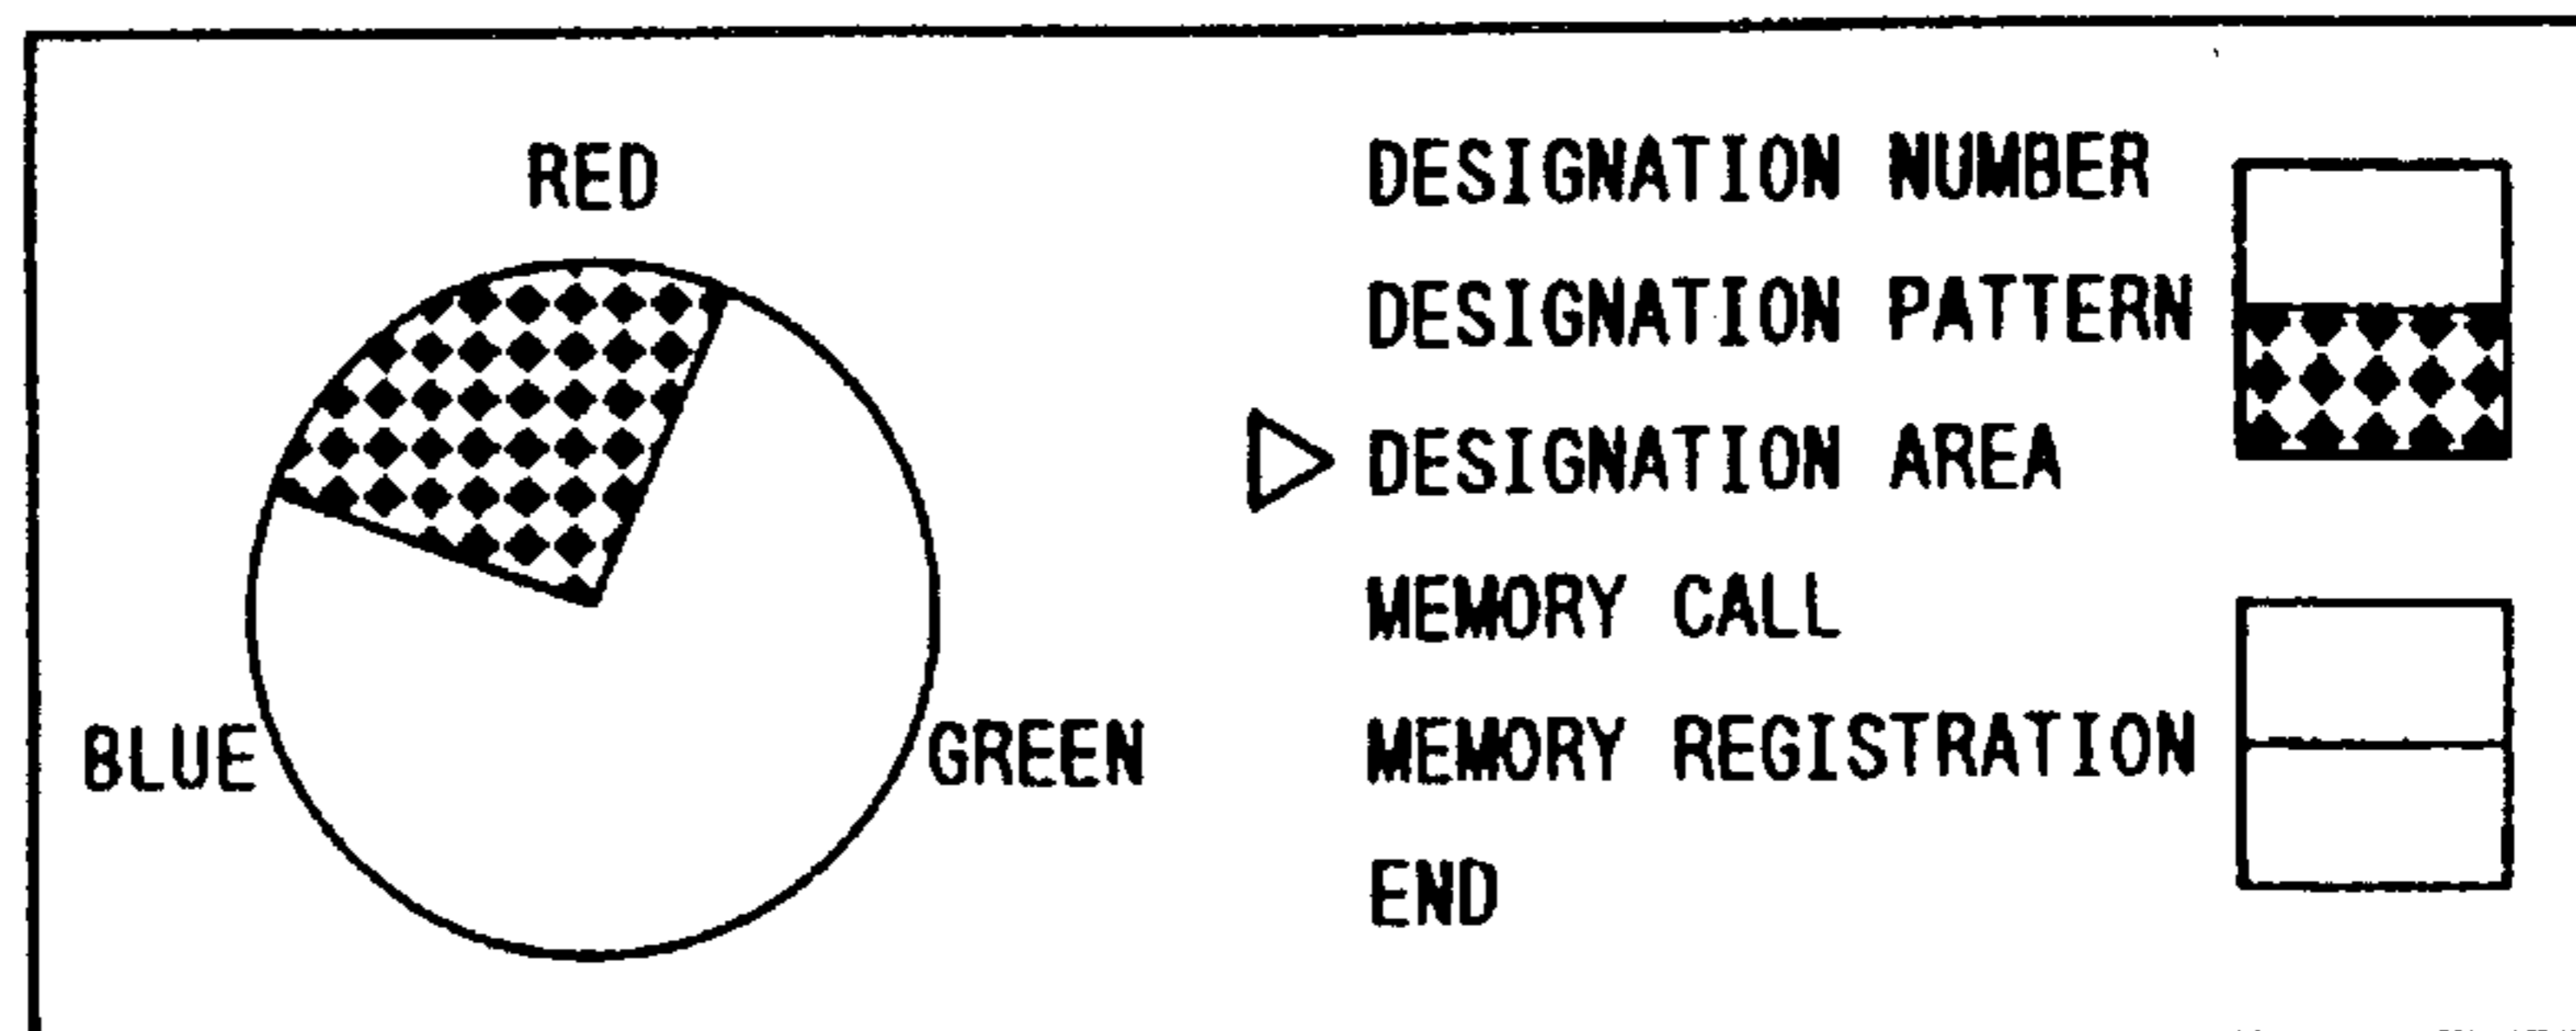 RED
BLUE
GREEN
DESIGNATION NUMBER
DESIGNATION PATTERN
DESIGNATION AREA
MEMORY CALL
MEMORY REGISTRATION
END